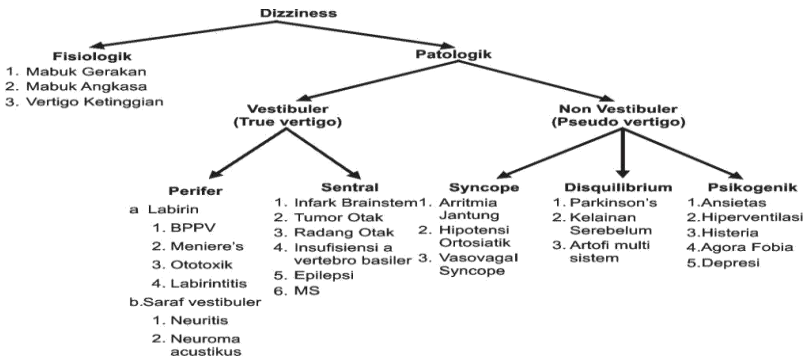 Dizziness
Fisiologik
1. Mabuk Gerakan
2. Mabuk Angkasa
3. Vertigo Ketinggian
Patologik
Vestibuler
(True vertigo)
Non Vestibuler
(Pseudo vertigo)
Perifer
a Labirin
1. BPPV
2. Meniere's
3. Ototoxik
4. Labirintitis
b.Saraf vestibuler
1. Neuritis
2. Neuroma
acustikus
Sentral
1. Infark Brainstem
2. Tumor Otak
3. Radang Otak
4. Insufisiensi a
vertebro basiler
5. Epilepsi
6. MS
Syncope
1. Arritmia
Jantung
2. Hipotensi
Ortosiatik
3. Vasovagal
Syncope
Disquilibrium
1. Parkinson's
2. Kelainan
Serebelum
3. Artofi multi
sistem
Psikogenik
1.Ansietas
2.Hiperventilasi
3.Histeria
4.Agora Fobia
5.Depresi